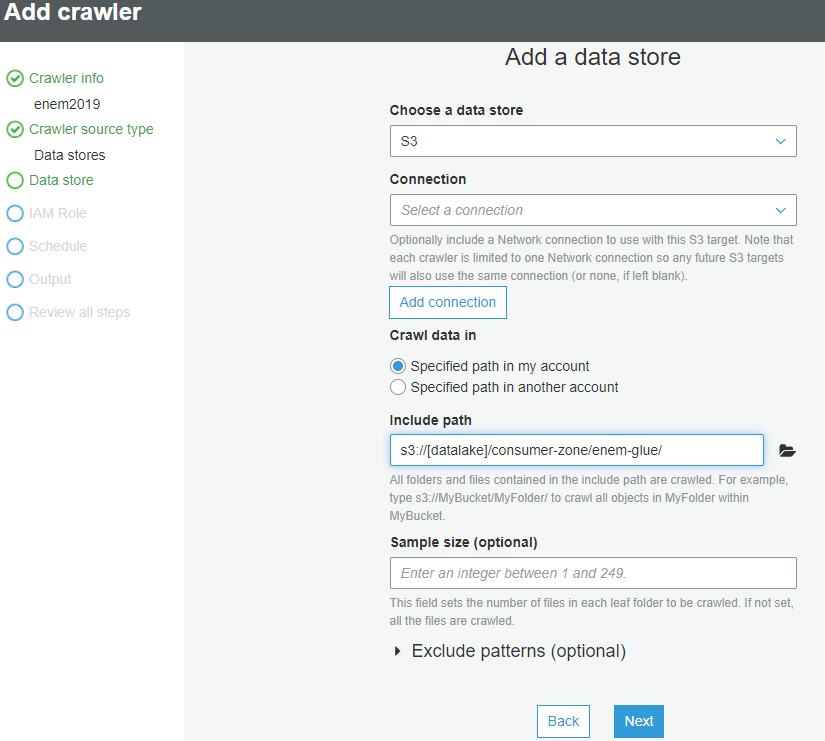 Add crawler
Crawler info
enem2019
Crawler source type
Data stores
Data store
IAM Role
Schedule
Output
Review all steps
Add a data store
Choose a data store
S3
Connection
Select a connection
Optionally include a Network connection to use with this S3 target. Note that
each crawler is limited to one Network connection so any future S3 targets
will also use the same connection (or none, if left blank).
Add connection
Crawl data in
Specified path in my account
Specified path in another account
Include path
s3://[datalake]/consumer-zone/enem-glue/
All folders and files contained in the include path are crawled. For example,
type s3://MyBucket/MyFolder/ to crawl all objects in MyFolder within
MyBucket.
Sample size (optional)
Enter an integer between 1 and 249.
This field sets the number of files in each leaf folder to be crawled. If not set,
all the files are crawled.
Exclude patterns (optional)
Back
Next